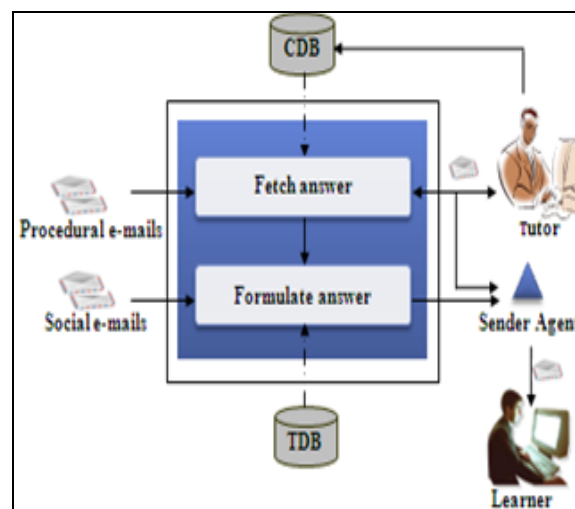 CDB
Fetch answer
Procedural e-mails
Tutor
Formulate answer
Social e-mails
Sender Agent
TDB
Learner